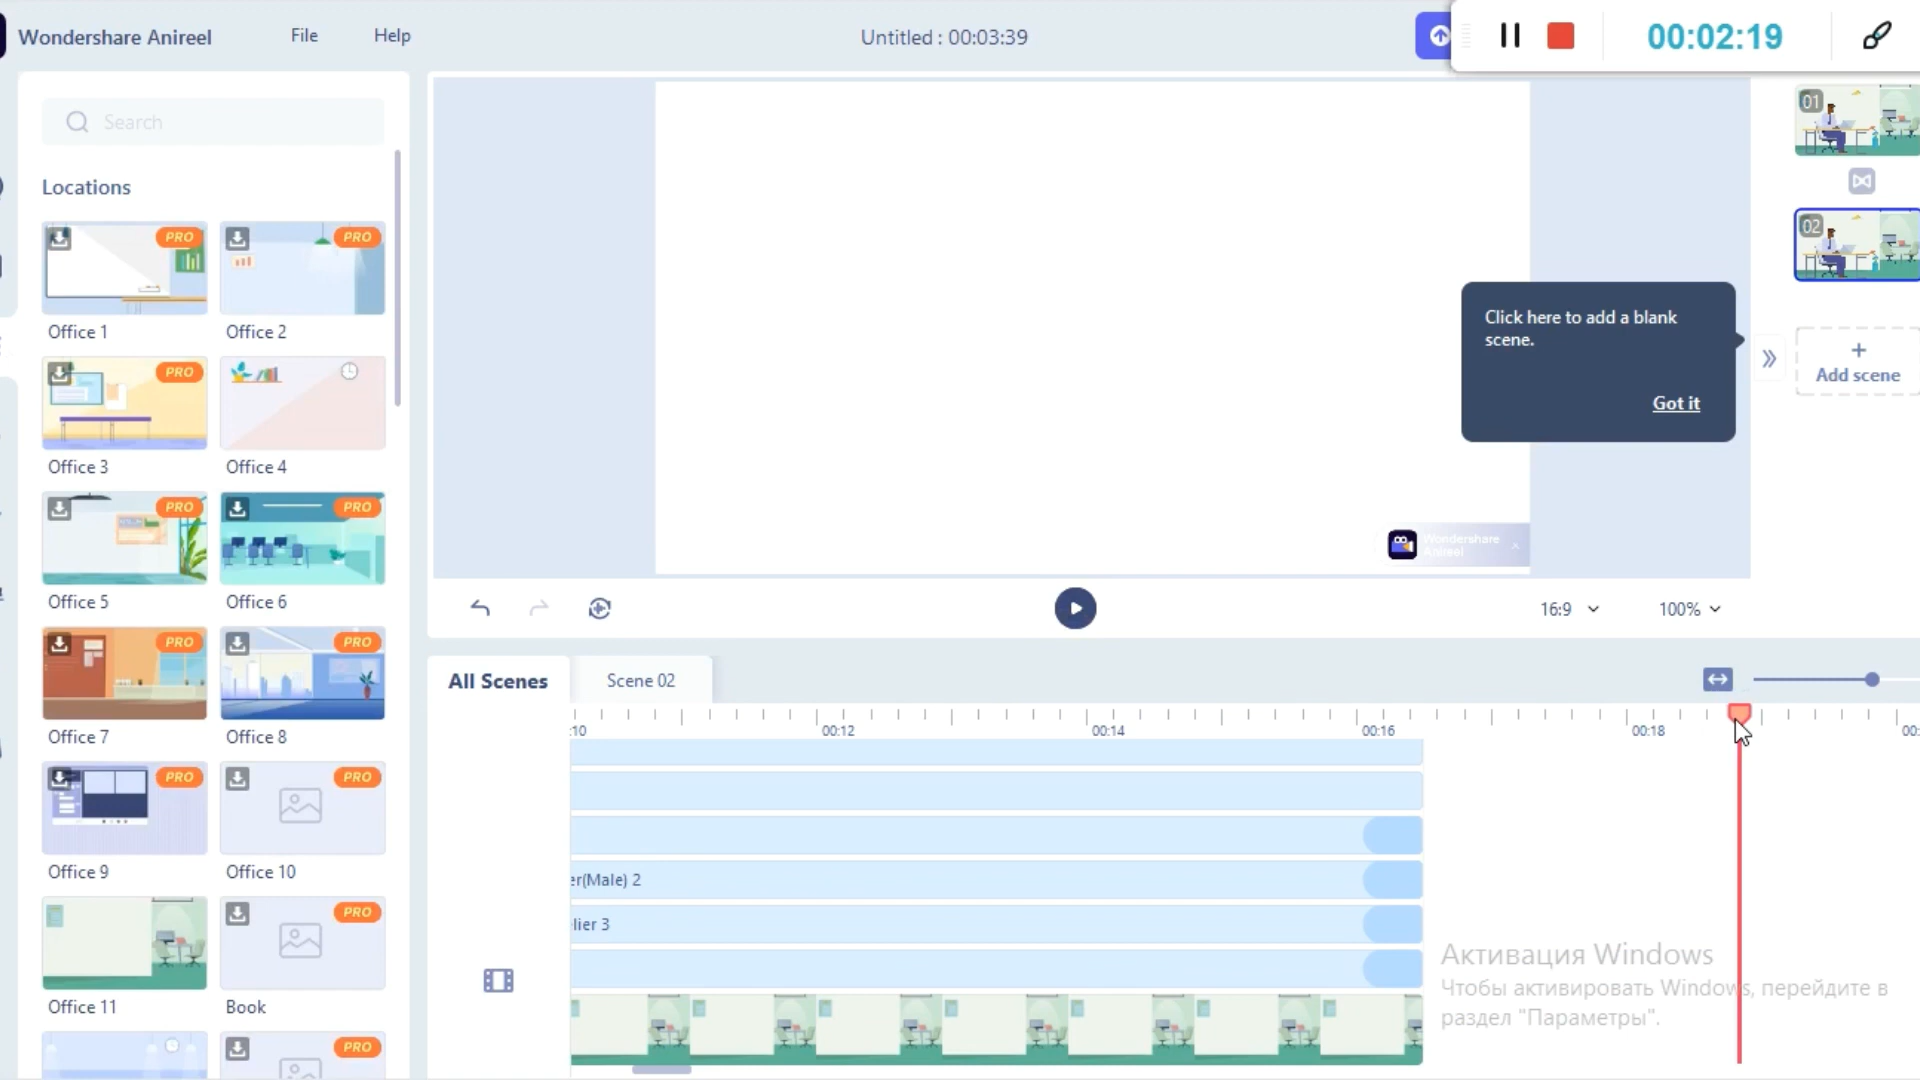 Wondershare Anireel
File
Help
Untitled : 00:03:39
00:02:19
Search
Locations
PRO
PRO
Office 1
Office 2
PRO
Office 3
Office 4
PRO
PRO
Office 5
Office 6
PRO
PRO
Office 7
Office 8
PRO
PRO
Office 9
Office 10
PRO
Office 11
Book
PRO
01
02
Click here to add a blank
scene.
Got it
+
Add scene
Wondershare
Anireel
16:9
100%
All Scenes
Scene 02
:10
00:12
00:14
00:16
00:18
00:
er(Male) 2
lier 3
Активация Windows
Чтобы активировать Windows, перейдите в
раздел "Параметры".